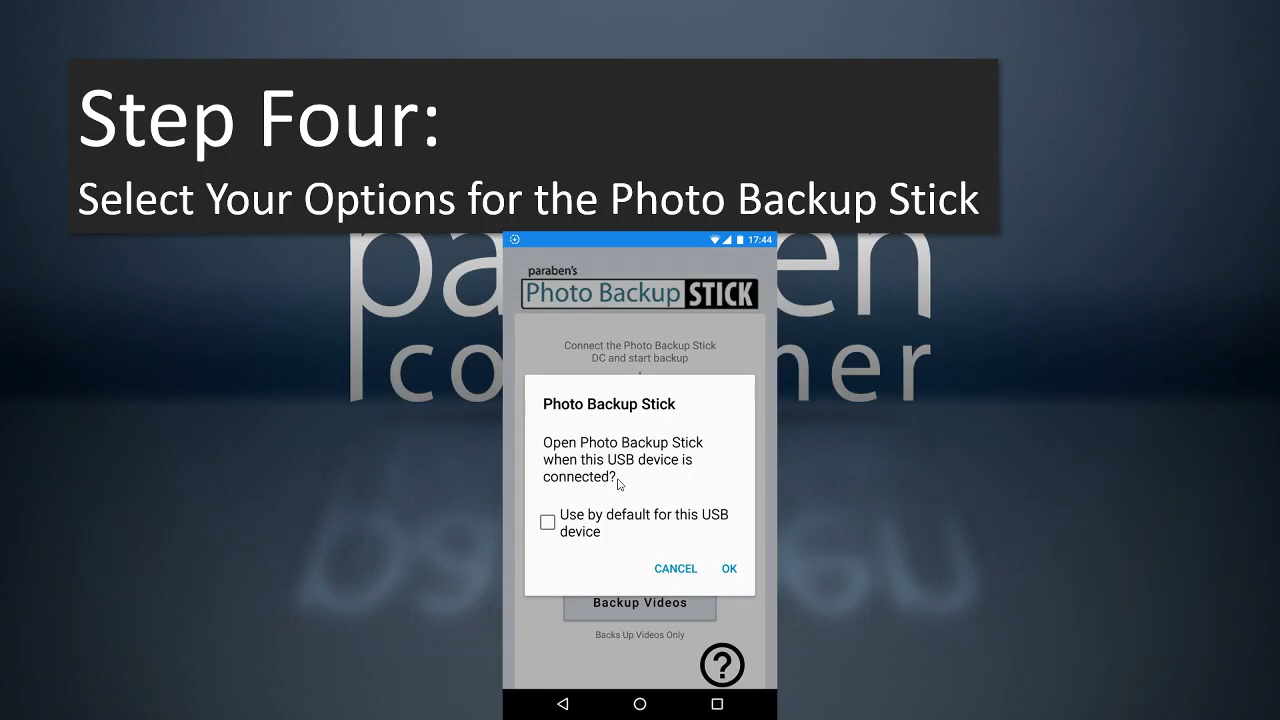 Step Four:
Select Your Options for the Photo Backup Stick
17:44
paraben's
Photo Backup STICK
Connect the Photo Backup Stick
DC and start backup
Photo Backup Stick
Open Photo Backup Stick
when this USB device is
connected?
Use by default for this USB
device
CANCEL OK
Backup Videos
Backs Up Videos Only
?